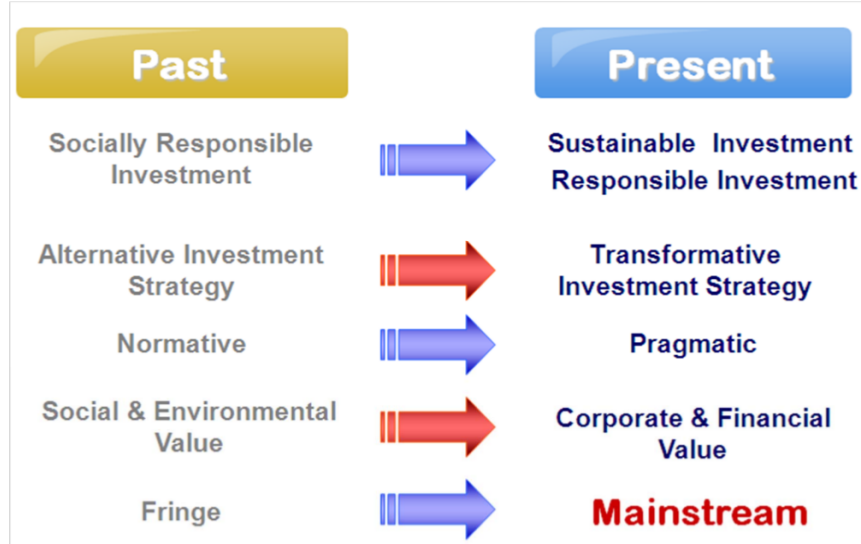 Past
Present
Socially Responsible
Investment
Sustainable Investment
Responsible Investment
Alternative Investment
Strategy
Transformative
Investment Strategy
Normative
Pragmatic
Social & Environmental
Value
Corporate & Financial
Value
Fringe
Mainstream